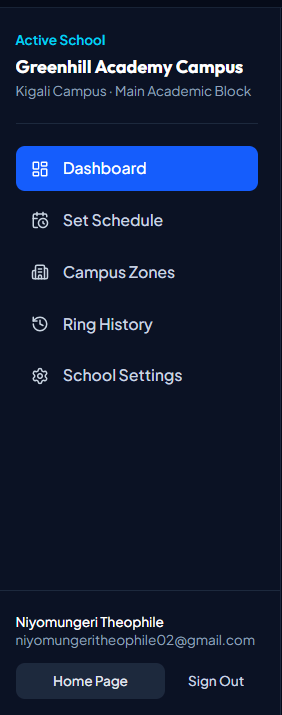 Active School
Greenhill Academy Campus
Kigali Campus · Main Academic Block
Dashboard
Set Schedule
Campus Zones
Ring History
School Settings
Niyomungeri Theophile
niyomungeritheophile02@gmail.com
Home Page
Sign Out